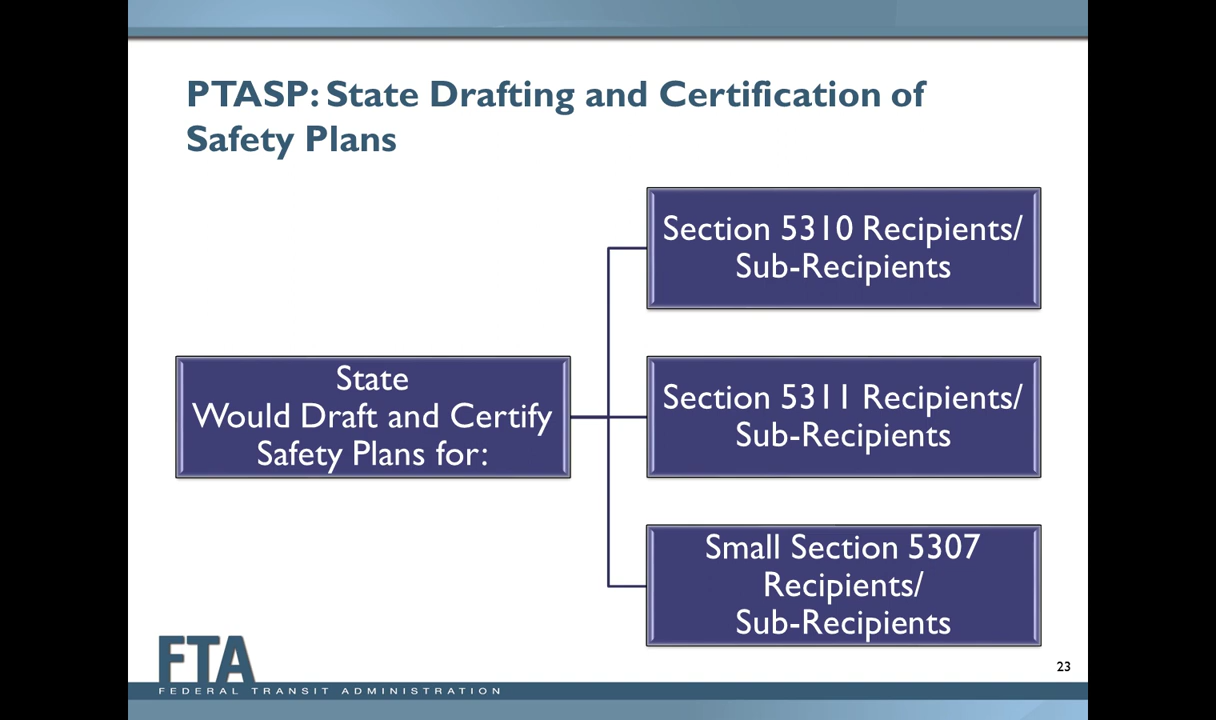 PTASP: State Drafting and Certification of
Safety Plans
Section 5310 Recipients/
Sub-Recipients
State
Would Draft and Certify
Safety Plans for:
Section 5311 Recipients/
Sub-Recipients
Small Section 5307
Recipients/
Sub-Recipients
FTA
FEDERAL TRANSIT ADMINISTRATION
23